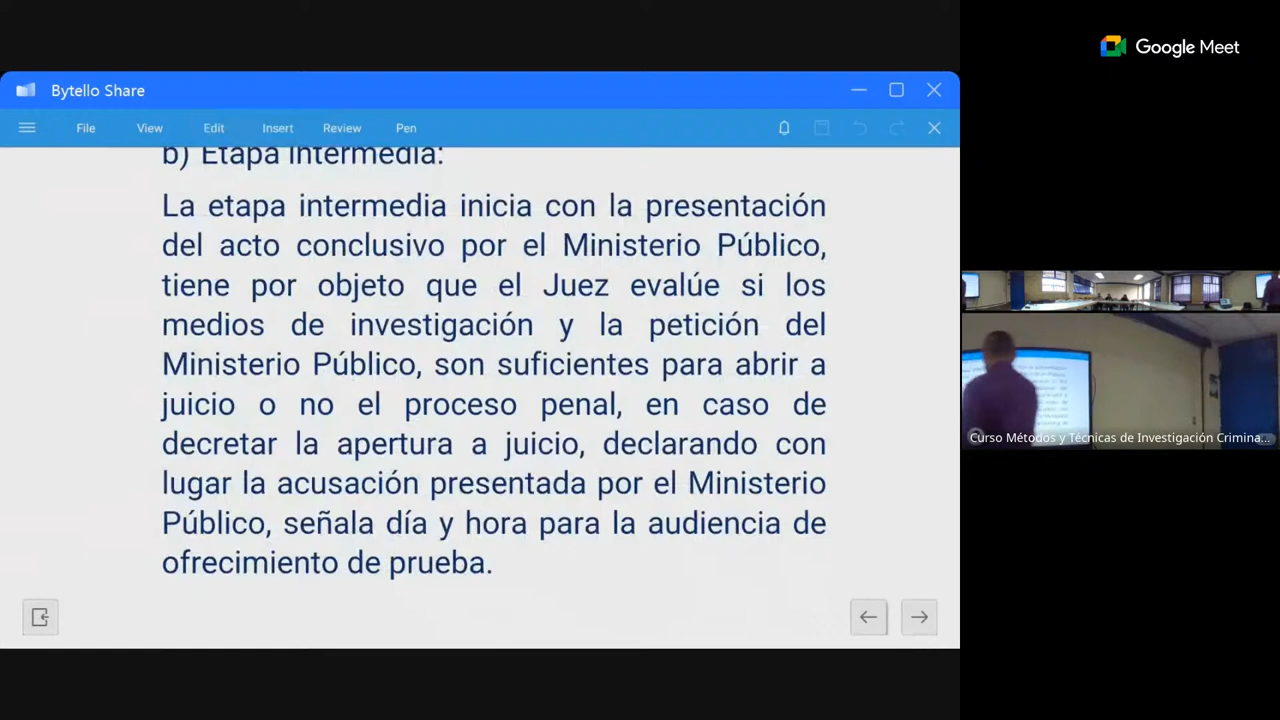 Google Meet
Bytello Share
File View Edit Insert Review Pen
b) Etapa intermedia:
La etapa intermedia inicia con la presentación
del acto conclusivo por el Ministerio Público,
tiene por objeto que el Juez evalúe si los
medios de investigación y la petición del
Ministerio Público, son suficientes para abrir a
juicio o no el proceso penal, en caso de
decretar la apertura a juicio, declarando con
lugar la acusación presentada por el Ministerio
Público, señala día y hora para la audiencia de
ofrecimiento de prueba.
Curso Métodos y Técnicas de Investigación Crimina...